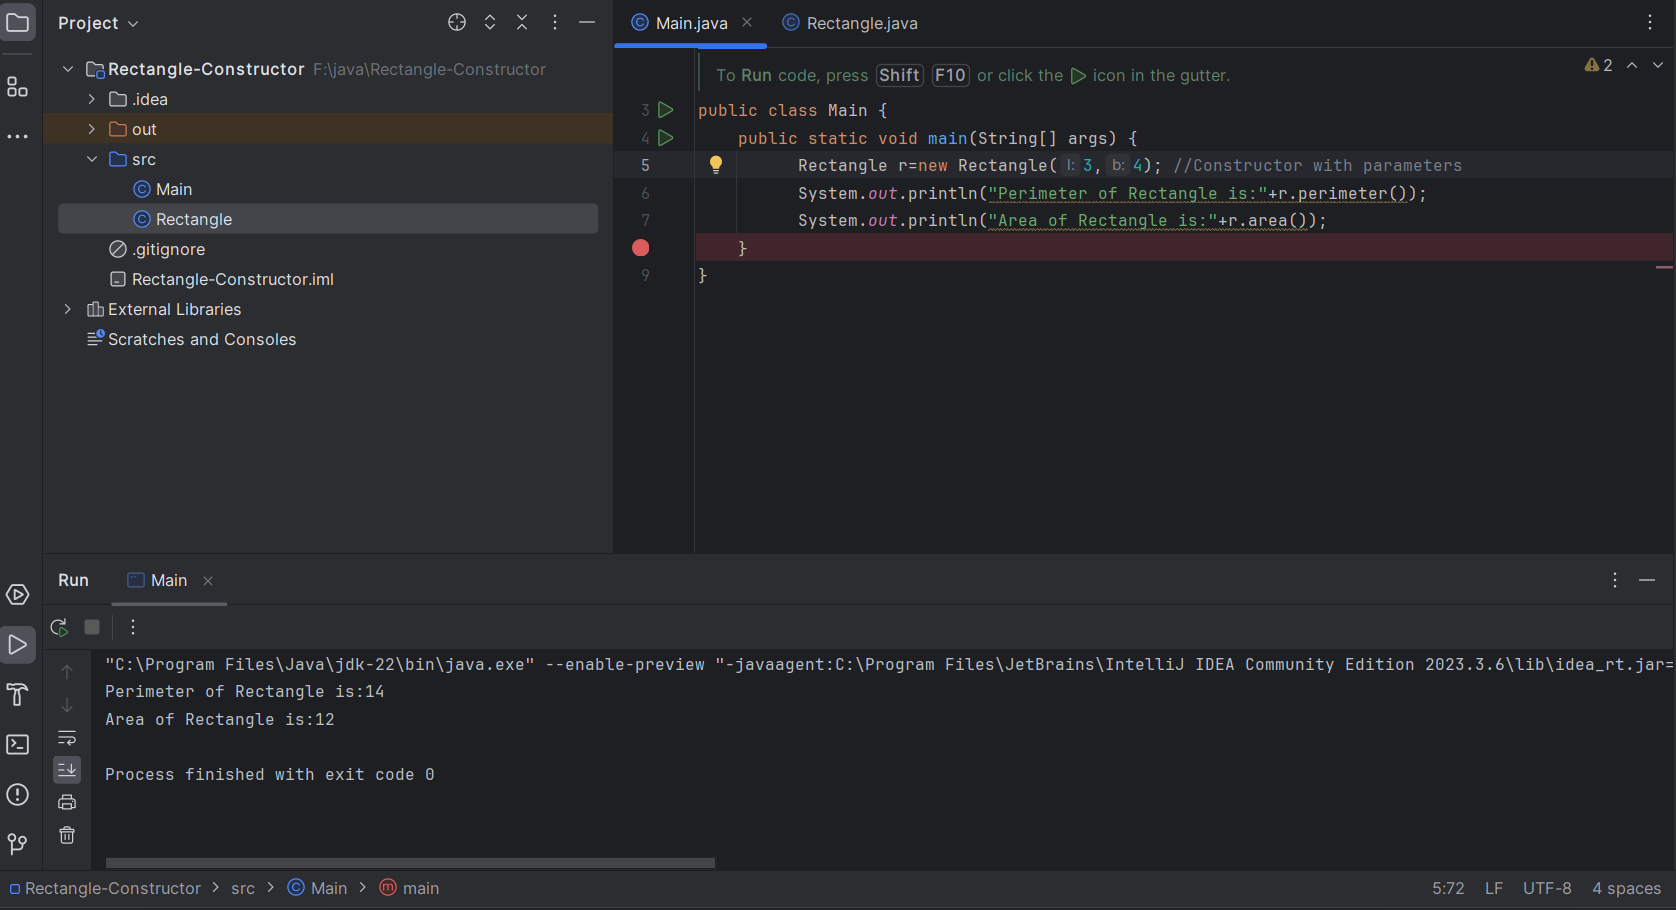 Project
Rectangle-Constructor F:\java\Rectangle-Constructor
.idea
out
src
Main
Rectangle
.gitignore
Rectangle-Constructor.iml
External Libraries
Scratches and Consoles
Main.java
Rectangle.java
To Run code, press Shift F10 or click the icon in the gutter.
2
3 public class Main {
4 public static void main(String[] args) {
5 Rectangle r=new Rectangle( l: 3, b: 4); //Constructor with parameters
6 System.out.println("Perimeter of Rectangle is:"+r.perimeter());
7 System.out.println("Area of Rectangle is:"+r.area());
}
9 }
Run Main
"C:\Program Files\Java\jdk-22\bin\java.exe" --enable-preview "-javaagent:C:\Program Files\JetBrains\IntelliJ IDEA Community Edition 2023.3.6\lib\idea_rt.jar=
Perimeter of Rectangle is:14
Area of Rectangle is:12
Process finished with exit code 0
Rectangle-Constructor > src > Main > main
5:72 LF UTF-8 4 spaces